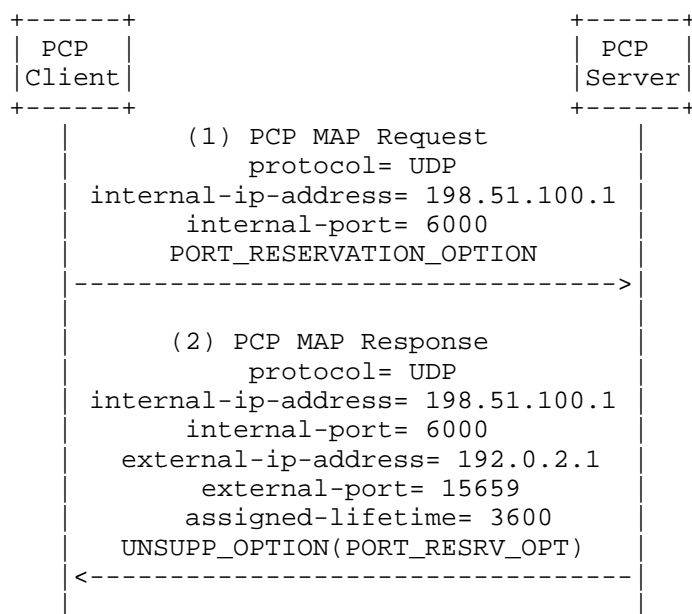 PCP PCP
Client Server
(1) PCP MAP Request
protocol= UDP
internal-ip-address= 198.51.100.1
internal-port= 6000
PORT_RESERVATION_OPTION
(2) PCP MAP Response
protocol= UDP
internal-ip-address= 198.51.100.1
internal-port= 6000
external-ip-address= 192.0.2.1
external-port= 15659
assigned-lifetime= 3600
UNSUPP_OPTION(PORT_RESRV_OPT)